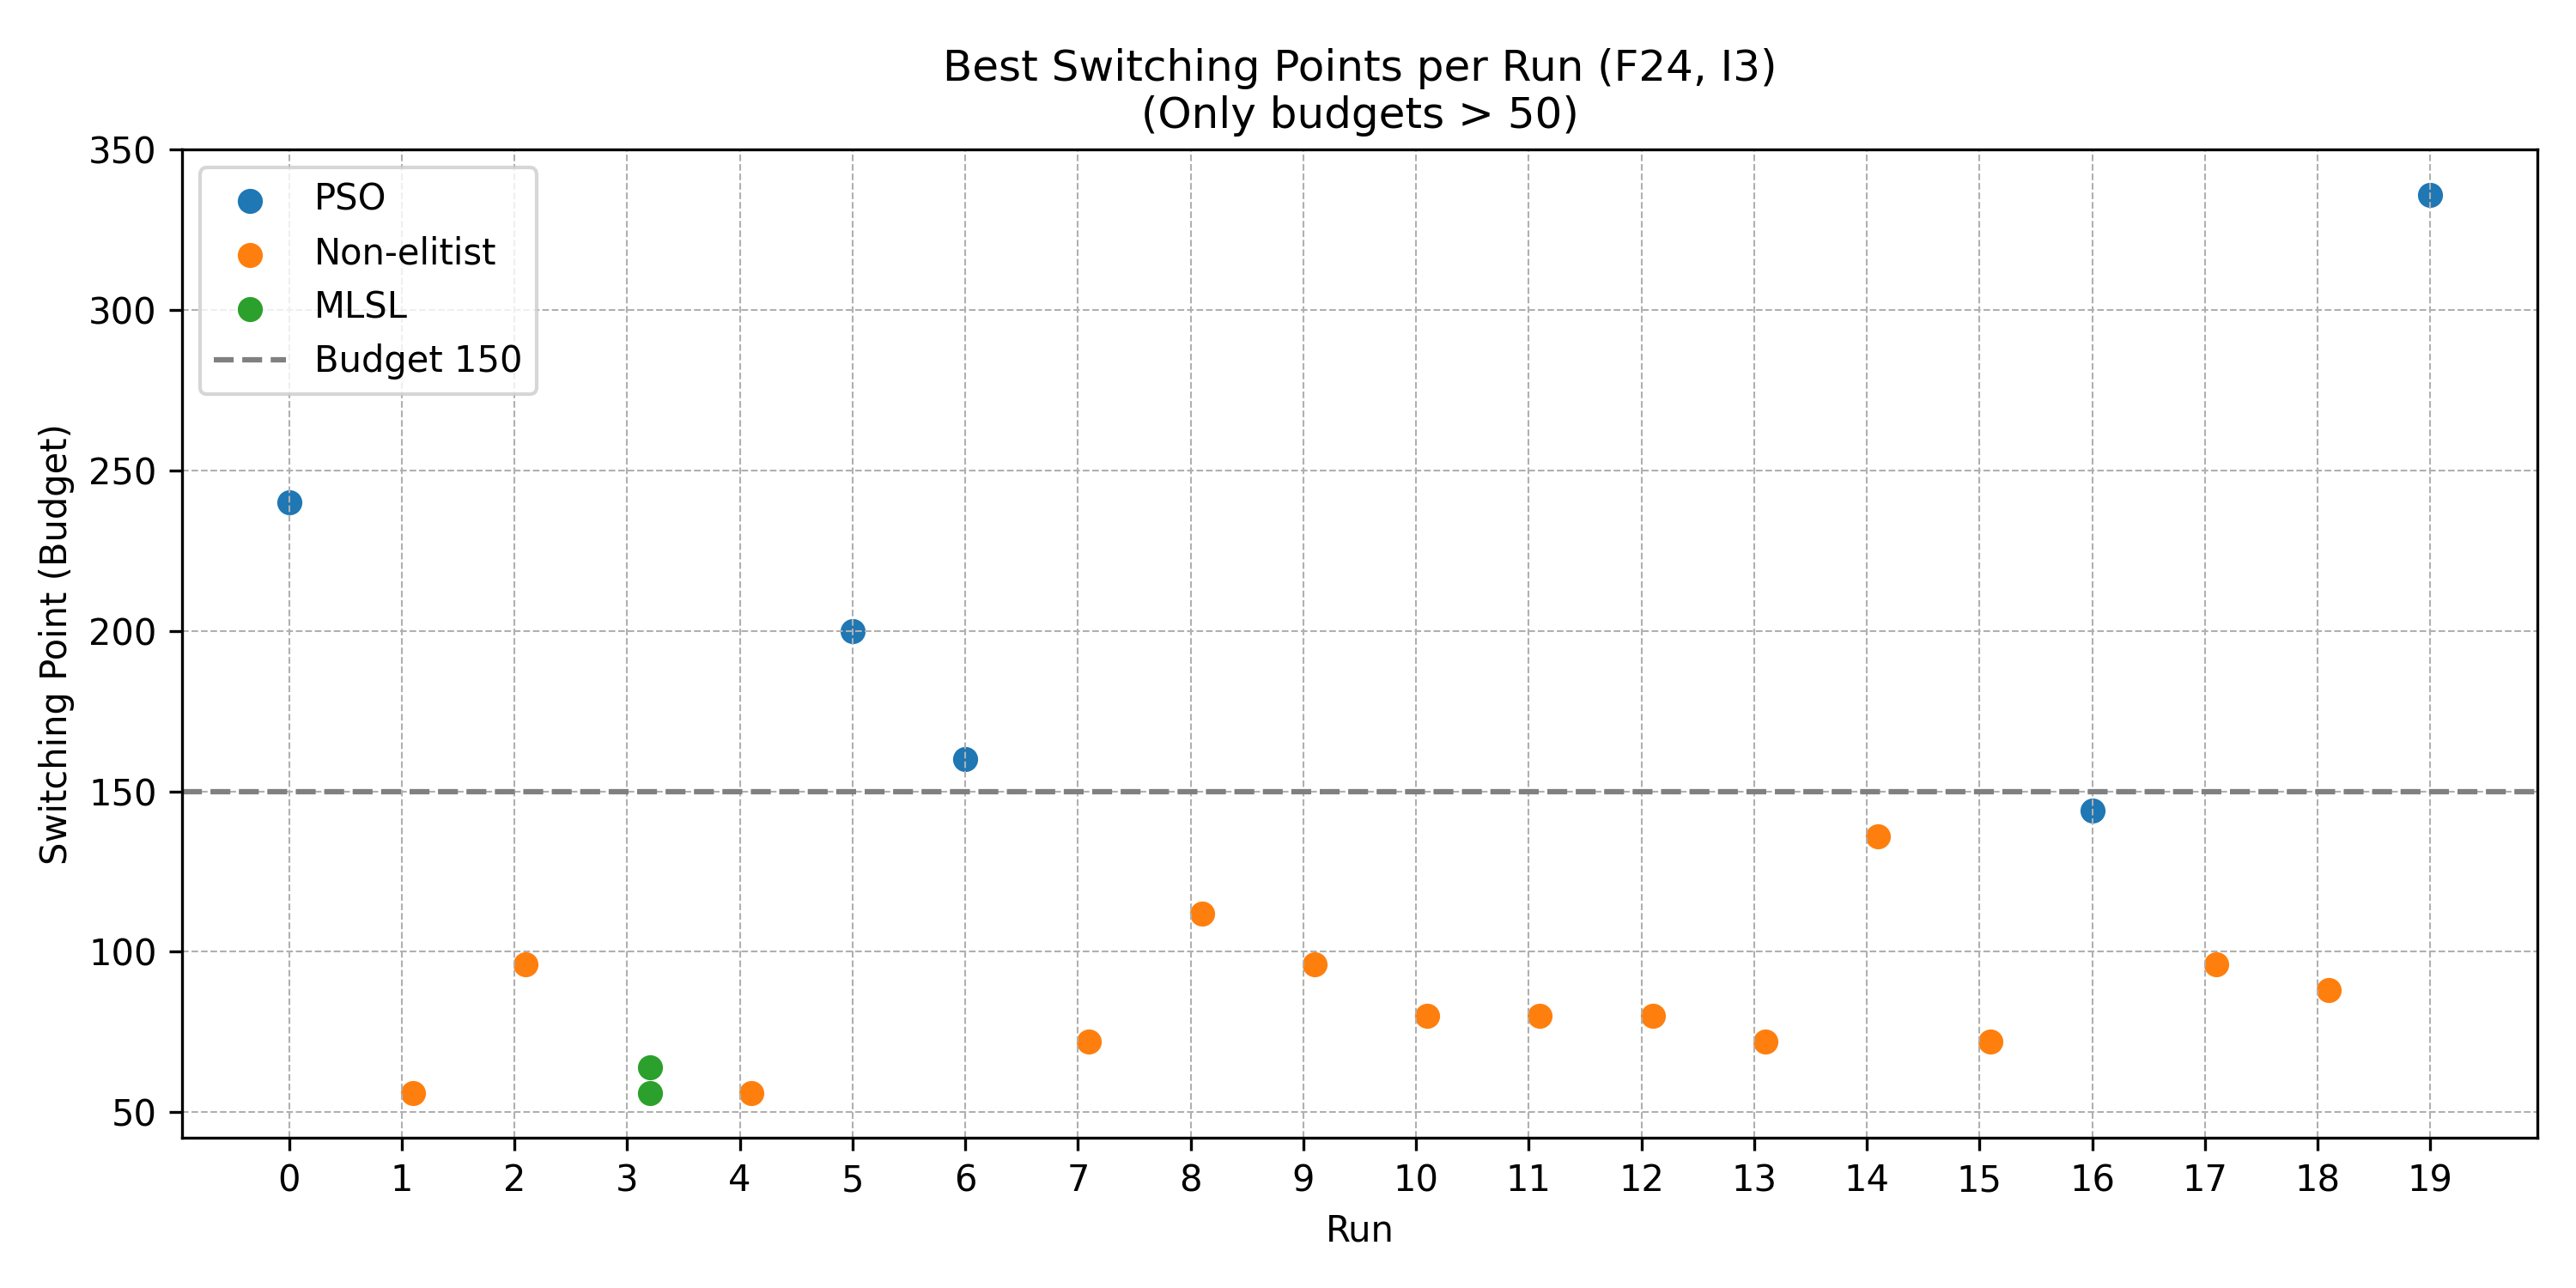 Best Switching Points per Run (F24, I3)
(Only budgets > 50)
350
300
250
200
150
100
50
Switching Point (Budget)
PSO
Non-elitist
MLSL
Budget 150
0 1 2 3 4 5 6 7 8 9 10 11 12 13 14 15 16 17 18 19
Run